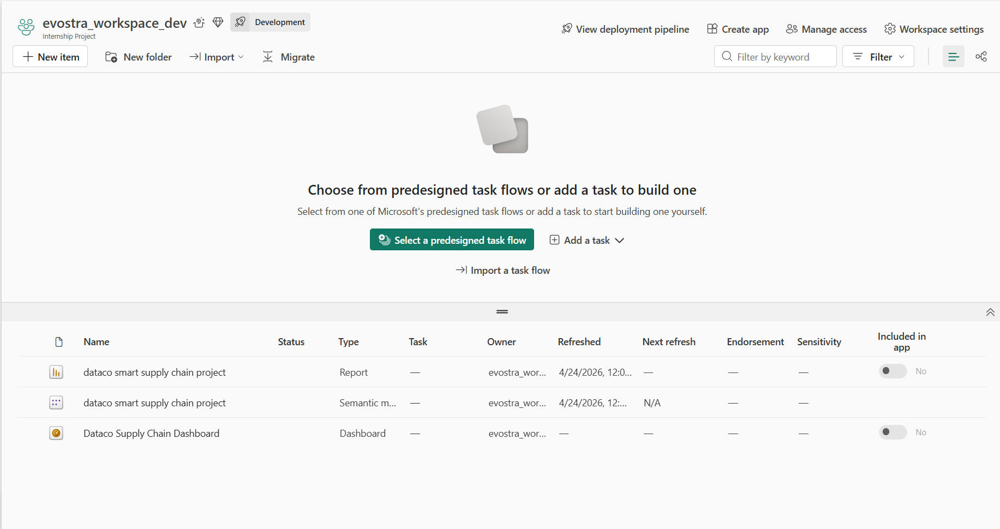 evostra_workspace_dev
Development
Internship Project
View deployment pipeline
Create app
Manage access
Workspace settings
New item
New folder
Import
Migrate
Filter by keyword
Filter
Choose from predesigned task flows or add a task to build one
Select from one of Microsoft's predesigned task flows or add a task to start building one yourself.
Select a predesigned task flow
Add a task
Import a task flow
Name Status Type Task Owner Refreshed Next refresh Endorsement Sensitivity Included in
app
dataco smart supply chain project Report — evostra_wor... 4/24/2026, 12:0... — — — No
dataco smart supply chain project Semantic m... — evostra_wor... 4/24/2026, 12:... N/A — —
Dataco Supply Chain Dashboard Dashboard — evostra_wor... — — — — No